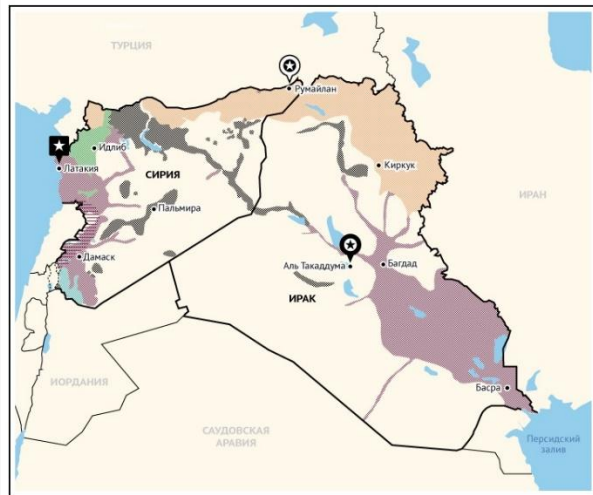 ТУРЦИЯ
Румайлан
Идлиб
Латакия
СИРИЯ
Киркук
ИРАН
Пальмира
Дамаск
Аль Такаддума
Багдад
ИРАК
ИОРДАНИЯ
Басра
САУДОВСКАЯ
АРАВИЯ
Персидский
залив